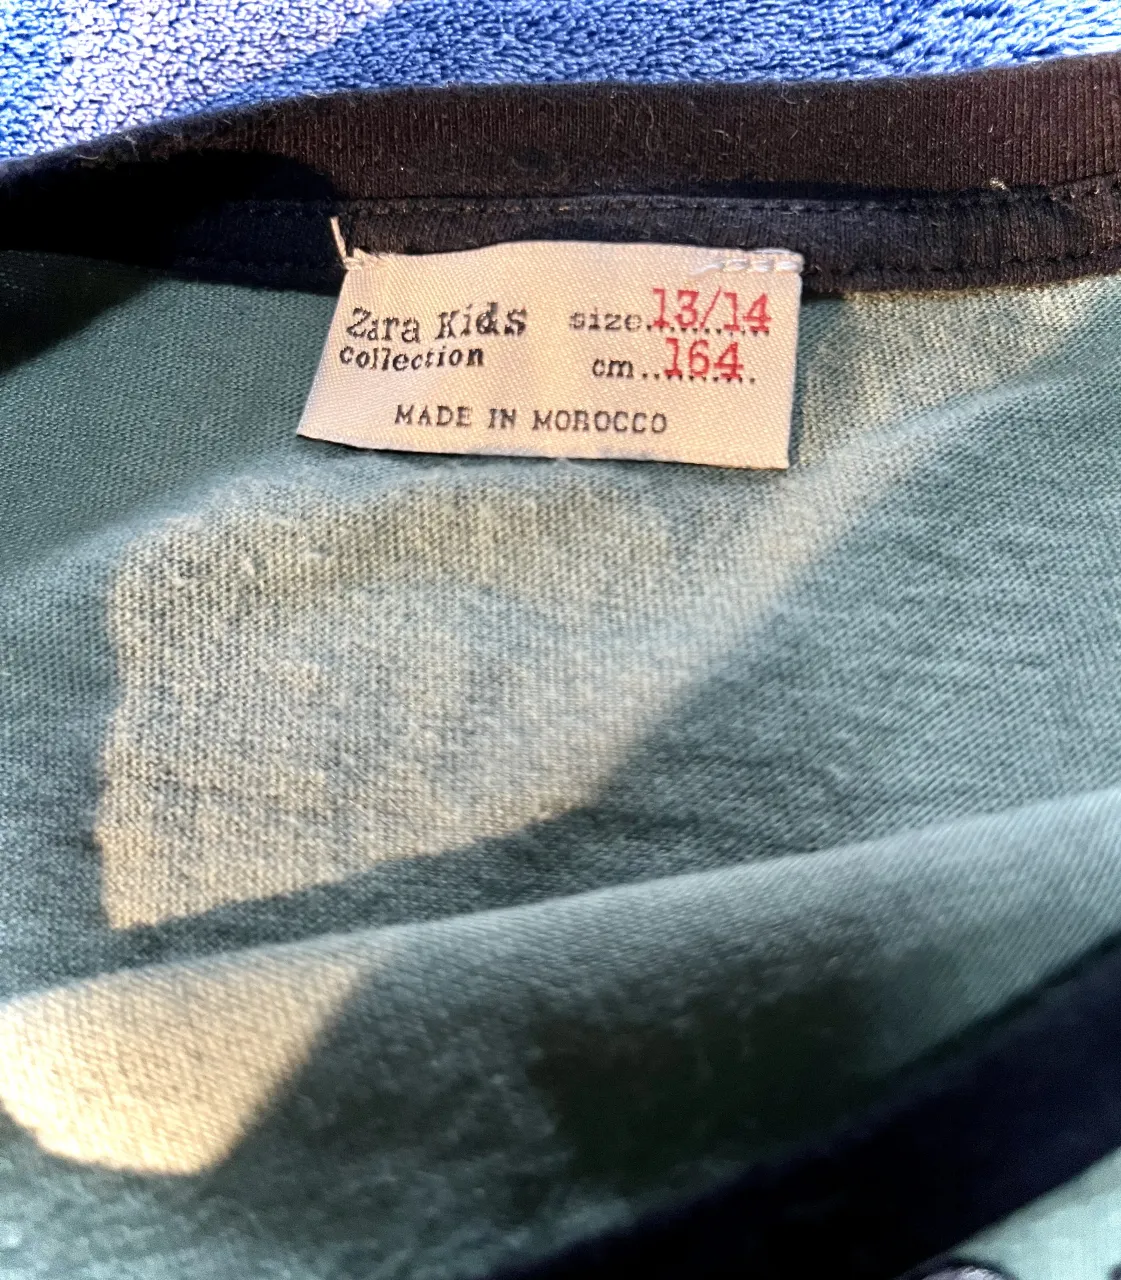 Zara Kids
collection
size.13/14
cm..164.
MADE IN MOROCCO